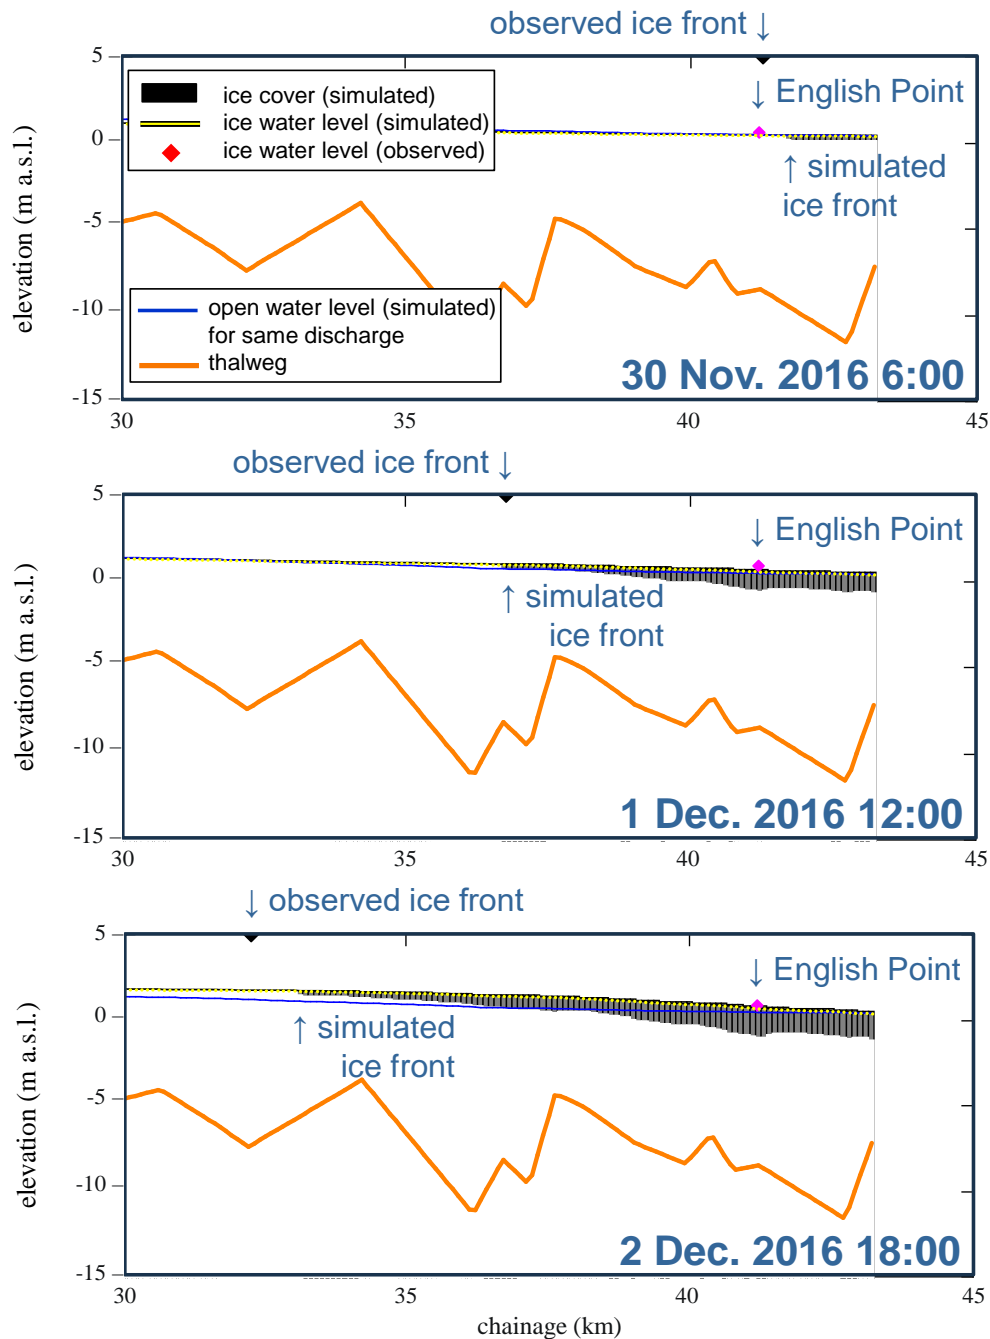 observed ice front ↓
5
ice cover (simulated)
ice water level (simulated)
ice water level (observed)
↓ English Point
0
↑ simulated
ice front
-5
elevation (m a.s.l.)
open water level (simulated)
for same discharge
thalweg
-10
30 Nov. 2016 6:00
-15
30
35
40
45
observed ice front ↓
5
↓ English Point
0
↑ simulated
ice front
-5
elevation (m a.s.l.)
-10
1 Dec. 2016 12:00
-15
30
35
40
45
↓ observed ice front
5
↓ English Point
0
↑ simulated
ice front
-5
elevation (m a.s.l.)
-10
2 Dec. 2016 18:00
-15
30
35
40
45
chainage (km)